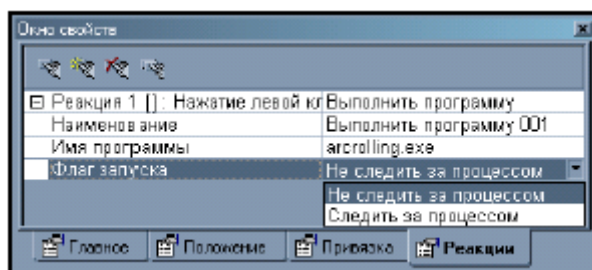 Окно свойств
Реакция 1 [] : Нажатие левой кл Выполнить программу
Наименование Выполнить программу 001
Имя программы arcrolling.exe
Флаг запуска Не следить за процессом
Не следить за процессом
Следить за процессом
Главное Положение Привязка Реакции